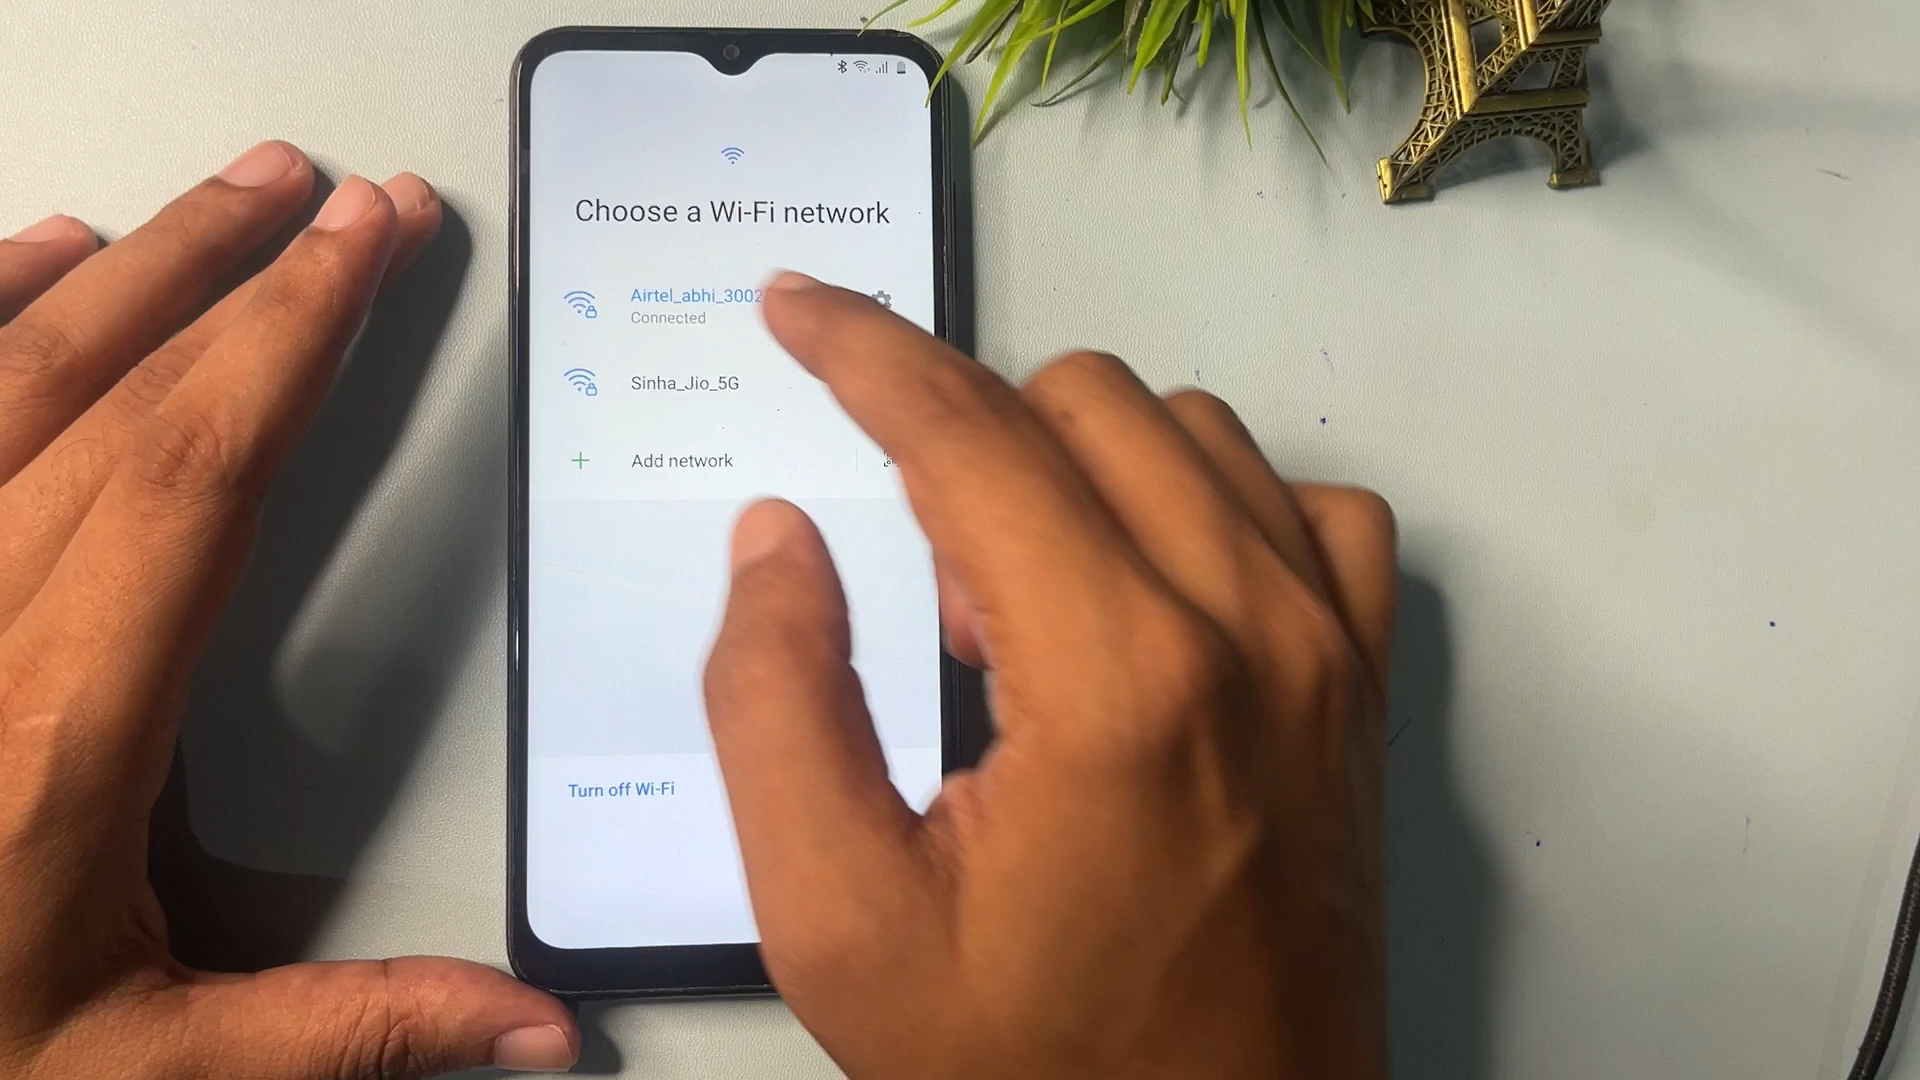 Choose a Wi-Fi network
Airtel_abhi_3002
Connected
Sinha_Jio_5G
Add network
Turn off Wi-Fi